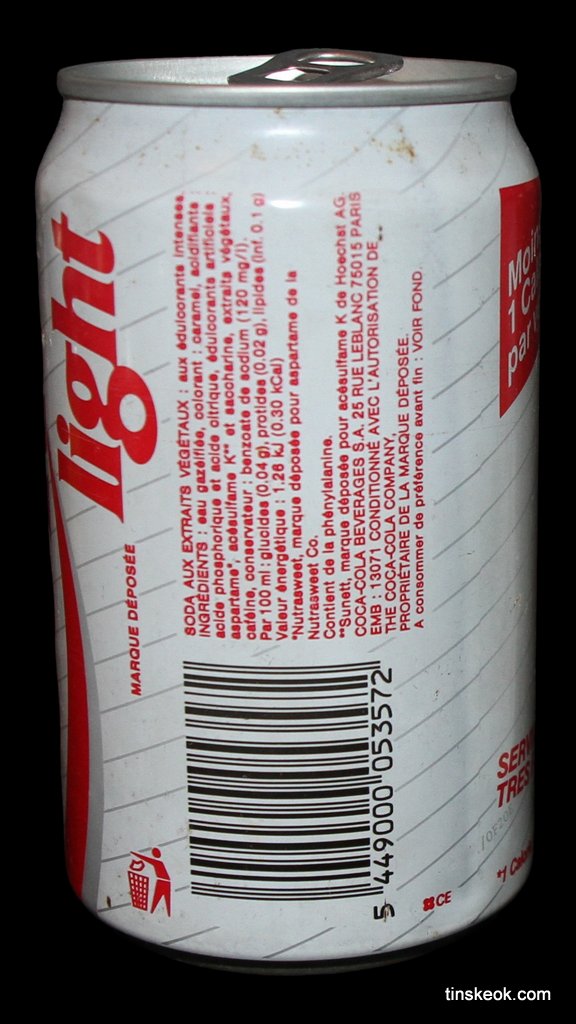 light
MARQUE DÉPOSÉE
SODA AUX EXTRAITS VÉGÉTAUX : aux édulcorants intenses.
INGRÉDIENTS : eau gazéifiée, colorant : caramel, acidifiants :
acide phosphorique et acide citrique, édulcorants artificiels :
aspartame*, acésulfame K** et saccharine, extraits végétaux,
caféine, conservateur : benzoate de sodium (120 mg/l).
Par 100 ml : glucides (0,04 g), protides (0,02 g), lipides (Inf. 0,1 g)
Valeur énergétique : 1.28 kJ (0.30 KCal)
*Nutrasweet, marque déposée pour aspartame de la
Nutrasweet Co.
Contient de la phénylalanine.
**Sunett, marque déposée pour acésulfame K de Hoechst AG.
COCA-COLA BEVERAGES S.A. 25 RUE LEBLANC 75015 PARIS
EMB : 13071 CONDITIONNÉ AVEC L'AUTORISATION DE
THE COCA-COLA COMPANY,
PROPRIÉTAIRE DE LA MARQUE DÉPOSÉE.
A consommer de préférence avant fin : VOIR FOND.
5 449000 053572
CE
1
par
tinskeok.com